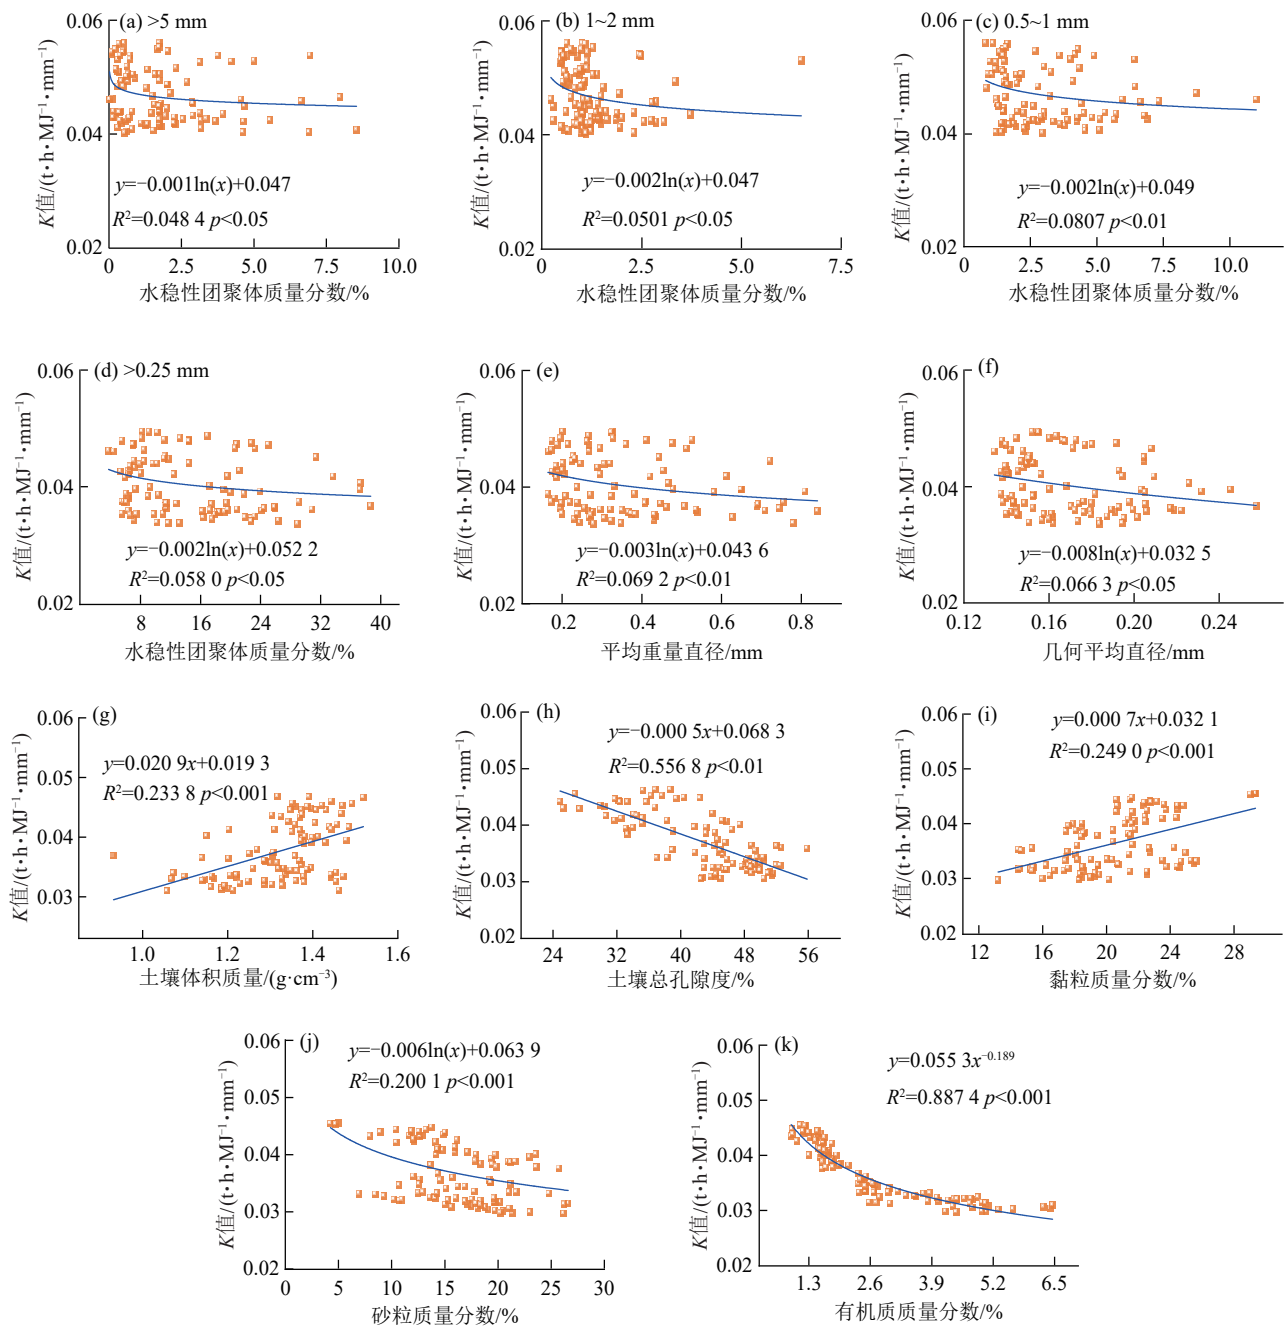 (a) >5 mm
0.06
0.04
0.02
K值/(t•h•MJ⁻¹•mm⁻¹)
y=−0.001ln(x)+0.047
R²=0.048 4 p<0.05
0 2.5 5.0 7.5 10.0
水稳性团聚体质量分数/%
(b) 1~2 mm
0.06
0.04
0.02
K值/(t•h•MJ⁻¹•mm⁻¹)
y=−0.002ln(x)+0.047
R²=0.0501 p<0.05
0 2.5 5.0 7.5
水稳性团聚体质量分数/%
(c) 0.5~1 mm
0.06
0.04
0.02
K值/(t•h•MJ⁻¹•mm⁻¹)
y=−0.002ln(x)+0.049
R²=0.0807 p<0.01
0 2.5 5.0 7.5 10.0
水稳性团聚体质量分数/%
(d) >0.25 mm
0.06
0.04
0.02
K值/(t•h•MJ⁻¹•mm⁻¹)
y=−0.002ln(x)+0.052 2
R²=0.058 0 p<0.05
8 16 24 32 40
水稳性团聚体质量分数/%
(e)
0.06
0.04
0.02
K值/(t•h•MJ⁻¹•mm⁻¹)
y=−0.003ln(x)+0.043 6
R²=0.069 2 p<0.01
0.2 0.4 0.6 0.8
平均重量直径/mm
(f)
0.06
0.04
0.02
K值/(t•h•MJ⁻¹•mm⁻¹)
y=−0.008ln(x)+0.032 5
R²=0.066 3 p<0.05
0.12 0.16 0.20 0.24
几何平均直径/mm
(g)
0.06
0.05
0.04
0.03
K值/(t•h•MJ⁻¹•mm⁻¹)
y=0.020 9x+0.019 3
R²=0.233 8 p<0.001
1.0 1.2 1.4 1.6
土壤体积质量/(g·cm⁻³)
(h)
0.06
0.05
0.04
0.03
0.02
K值/(t•h•MJ⁻¹•mm⁻¹)
y=−0.000 5x+0.068 3
R²=0.556 8 p<0.01
24 32 40 48 56
土壤总孔隙度/%
(i)
0.06
0.05
0.04
0.03
0.02
K值/(t•h•MJ⁻¹•mm⁻¹)
y=0.000 7x+0.032 1
R²=0.249 0 p<0.001
12 16 20 24 28
黏粒质量分数/%
(j)
0.06
0.05
0.04
0.03
0.02
K值/(t•h•MJ⁻¹•mm⁻¹)
y=−0.006ln(x)+0.063 9
R²=0.200 1 p<0.001
0 5 10 15 20 25 30
砂粒质量分数/%
(k)
0.06
0.05
0.04
0.03
0.02
K值/(t•h•MJ⁻¹•mm⁻¹)
y=0.055 3x⁻⁰·¹⁸⁹
R²=0.887 4 p<0.001
1.3 2.6 3.9 5.2 6.5
有机质质量分数/%